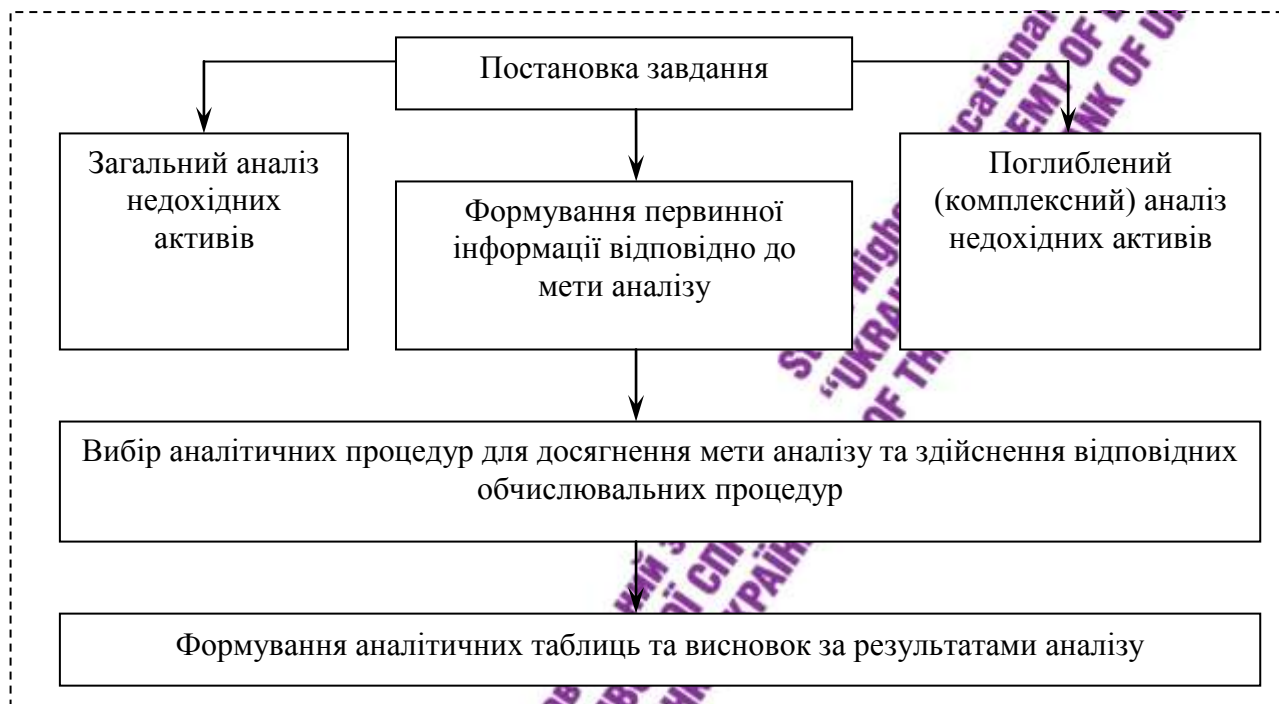 Постановка завдання
Загальний аналіз
недохідних
активів
Формування первинної
інформації відповідно до
мети аналізу
Поглиблений
(комплексний) аналіз
недохідних активів
Вибір аналітичних процедур для досягнення мети аналізу та здійснення відповідних
обчислювальних процедур
Формування аналітичних таблиць та висновок за результатами аналізу